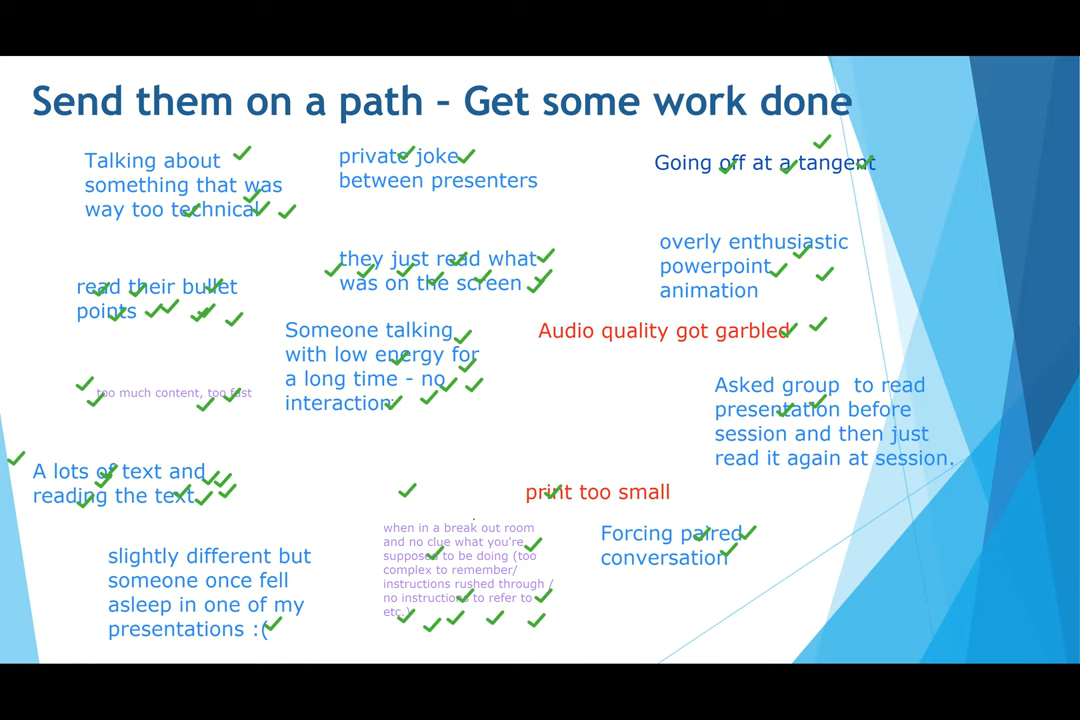 Send them on a path – Get some work done
Talking about
something that was
way too technical
private joke
between presenters
Going off at a tangent
read their bullet
points
they just read what
was on the screen
overly enthusiastic
powerpoint
animation
Someone talking
with low energy for
a long time - no
interaction
Audio quality got garbled
too much content, too fast
Asked group  to read
presentation before
session and then just
read it again at session.
A lots of text and
reading the text
print too small
when in a break out room
and no clue what you're
supposed to be doing (too
complex to remember/
instructions rushed through /
no instructions to refer to
etc.)
Forcing paired
conversation
slightly different but
someone once fell
asleep in one of my
presentations :(